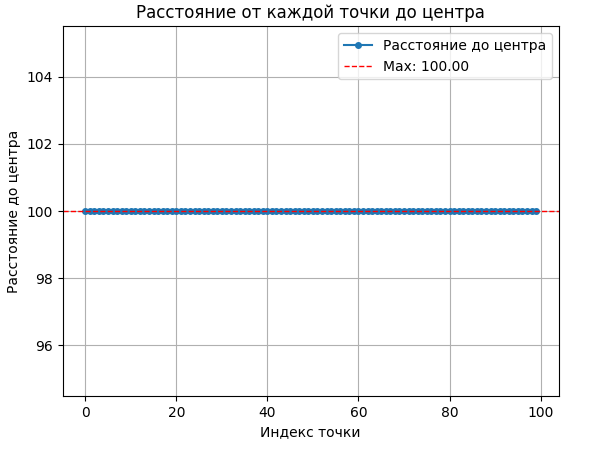 Расстояние от каждой точки до центра
Расстояние до центра
Max: 100.00
104
102
100
98
96
Расстояние до центра
0 20 40 60 80 100
Индекс точки